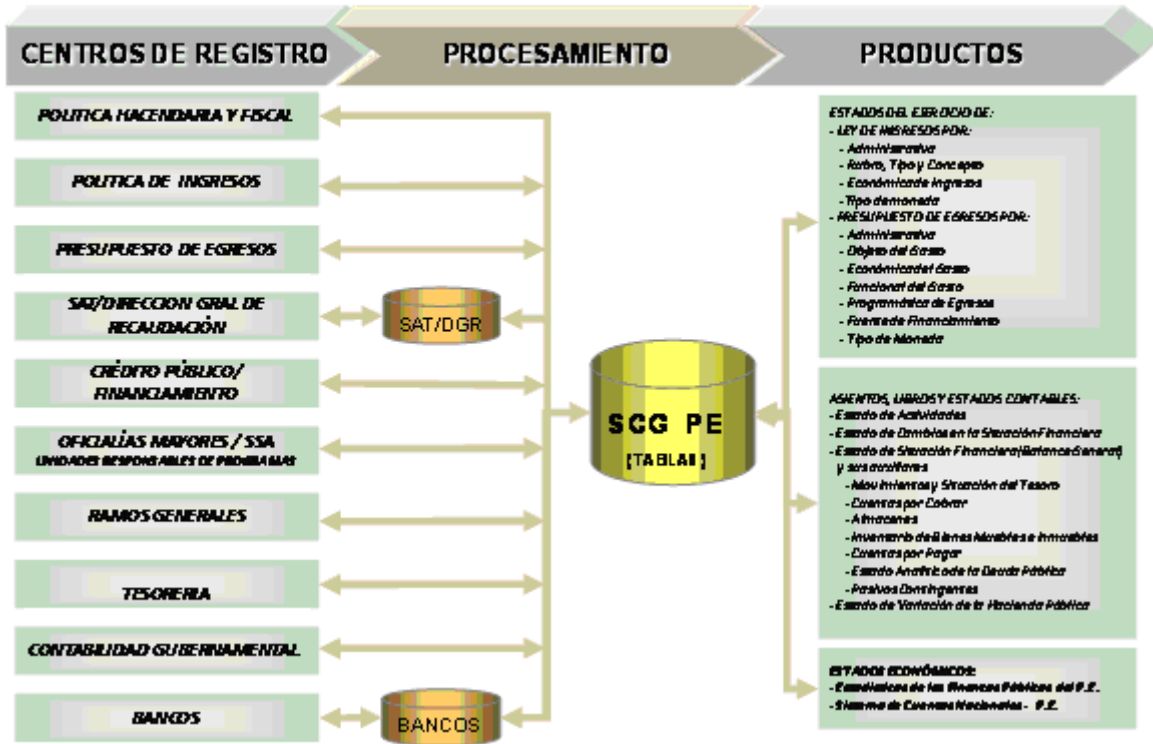 CENTROS DE REGISTRO
PROCESAMIENTO
PRODUCTOS
POLITICA HACENDARIA Y FISCAL
POLITICA DE INGRESOS
PRESUPUESTO DE EGRESOS
SAT/DIRECCION GRAL DE
RECAUDACIÓN
CRÉDITO PÚBLICO/
FINANCIAMIENTO
OFICIALÍAS MAYORES / SSA
UNIDADES RESPONSABLES DE PROGRAMAS
RAMOS GENERALES
TESORERIA
CONTABILIDAD GUBERNAMENTAL
BANCOS
SAT/DGR
BANCOS
SCG PE
(TABLAS)
ESTADOS DEL EJERCICIO DE:
- LEY DE INGRESOS POR:
- Administrativa
- Rubro, Tipo y Concepto
- Económica de Ingresos
- Tipo de moneda
- PRESUPUESTO DE EGRESOS POR:
- Administrativa
- Objeto del Gasto
- Económica del Gasto
- Funcional del Gasto
- Programática de Egresos
- Fuente de Financiamiento
- Tipo de Moneda
ASIENTOS, LIBROS Y ESTADOS CONTABLES:
- Estado de Actividades
- Estado de Cambios en la Situación Financiera
- Estado de Situación Financiera (Balance General)
y sus auxiliares
- Movimientos y Situación del Tesoro
- Cuentas por Cobrar
- Almacenes
- Inventario de Bienes Muebles e Inmuebles
- Cuentas por Pagar
- Estado Analítico de la Deuda Pública
- Pasivos Contingentes
- Estado de Variación de la Hacienda Pública
ESTADOS ECONÓMICOS:
- Estadísticas de las Finanzas Públicas del P.E.
- Sistema de Cuentas Nacionales - P.E.